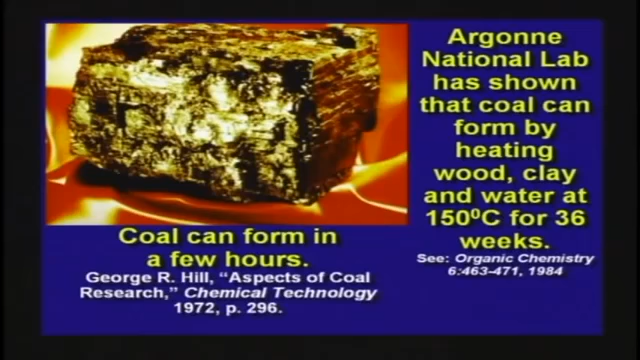 Coal can form in
a few hours.
George R. Hill, “Aspects of Coal
Research,” Chemical Technology
1972, p. 296.
Argonne
National Lab
has shown
that coal can
form by
heating
wood, clay
and water at
150⁰C for 36
weeks.
See: Organic Chemistry
6:463-471, 1984